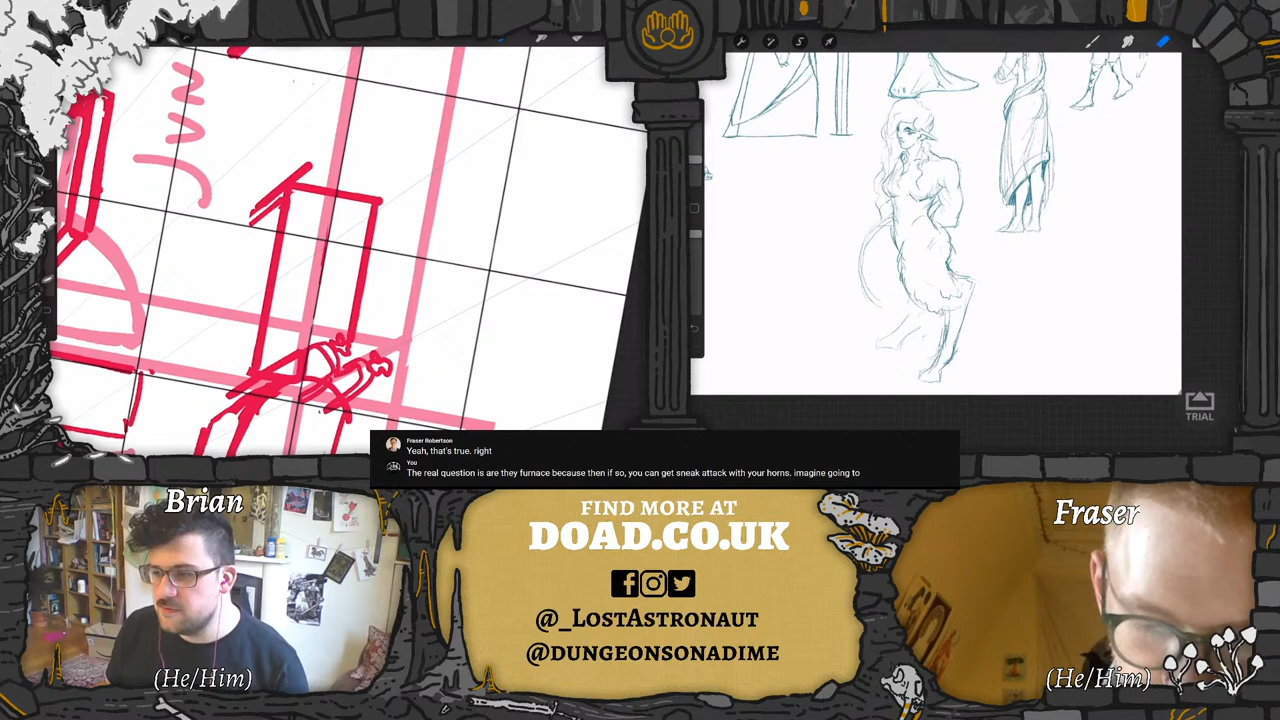 Jun
TRIAL
Fraser Robertson
Yeah, that's true. right
You
The real question is are they furnace because then if so, you can get sneak attack with your horns. imagine going to
Brian
FIND MORE AT
DOAD.CO.UK
@_LostAstronaut
@dungeonsonadime
Fraser
(He/Him)
(He/Him)